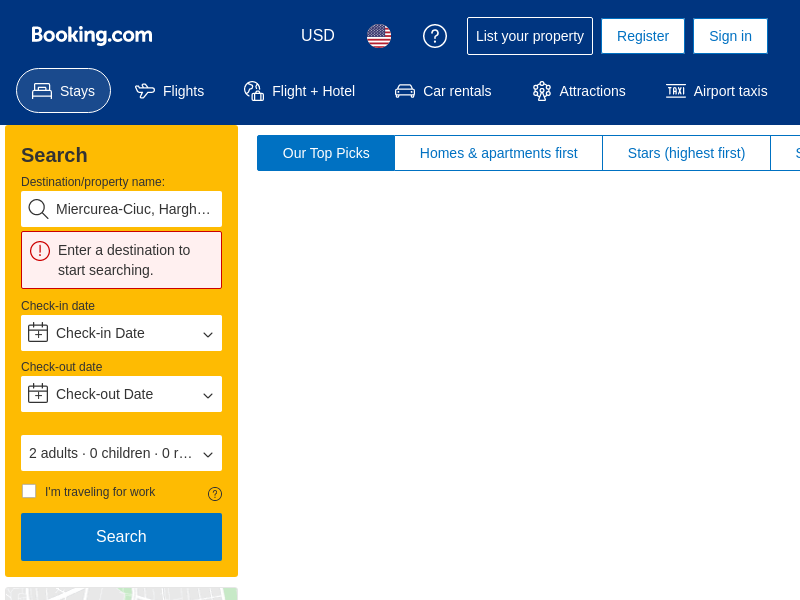 Booking.com
USD
List your property
Register
Sign in
Stays
Flights
Flight + Hotel
Car rentals
Attractions
TAXI
Airport taxis
Search
Destination/property name:
Miercurea-Ciuc, Hargh…
Enter a destination to
start searching.
Check-in date
Check-in Date
Check-out date
Check-out Date
2 adults · 0 children · 0 r…
I'm traveling for work
Search
Our Top Picks
Homes & apartments first
Stars (highest first)
S